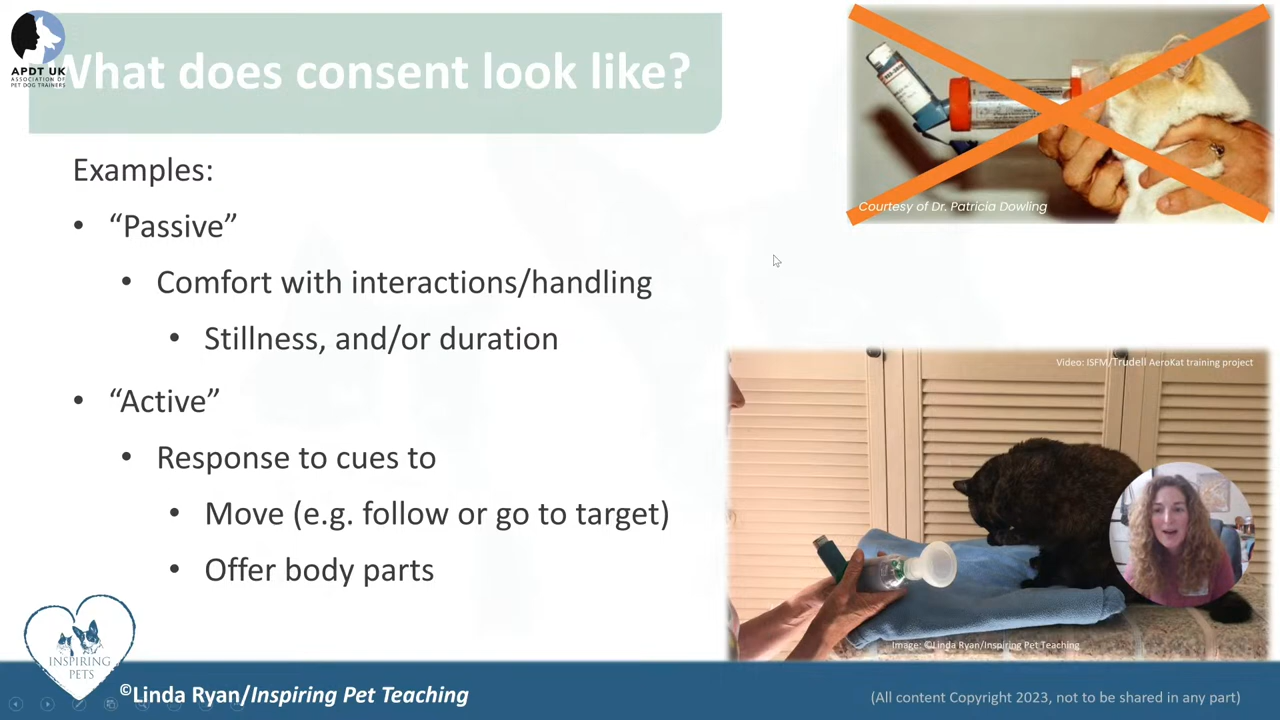 APDT UK
ASSOCIATION OF
PET DOG TRAINERS
What does consent look like?
Courtesy of Dr. Patricia Dowling
Examples:
• “Passive”
• Comfort with interactions/handling
• Stillness, and/or duration
• “Active”
• Response to cues to
• Move (e.g. follow or go to target)
• Offer body parts
Video: ISFM/Trudell AeroKat training project
Image: ©Linda Ryan/Inspiring Pet Teaching
INSPIRING
PETS
©Linda Ryan/Inspiring Pet Teaching
(All content Copyright 2023, not to be shared in any part)